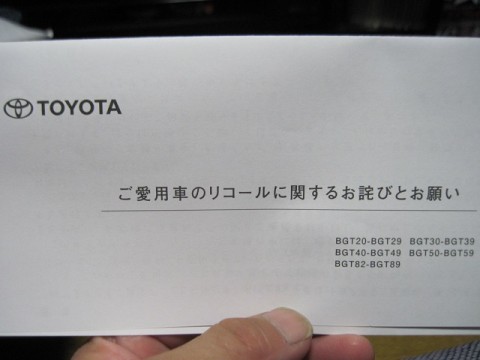 TOYOTA
ご愛用車のリコールに関するお詫びとお願い
BGT20-BGT29 BGT30-BGT39
BGT40-BGT49 BGT50-BGT59
BGT82-BGT89